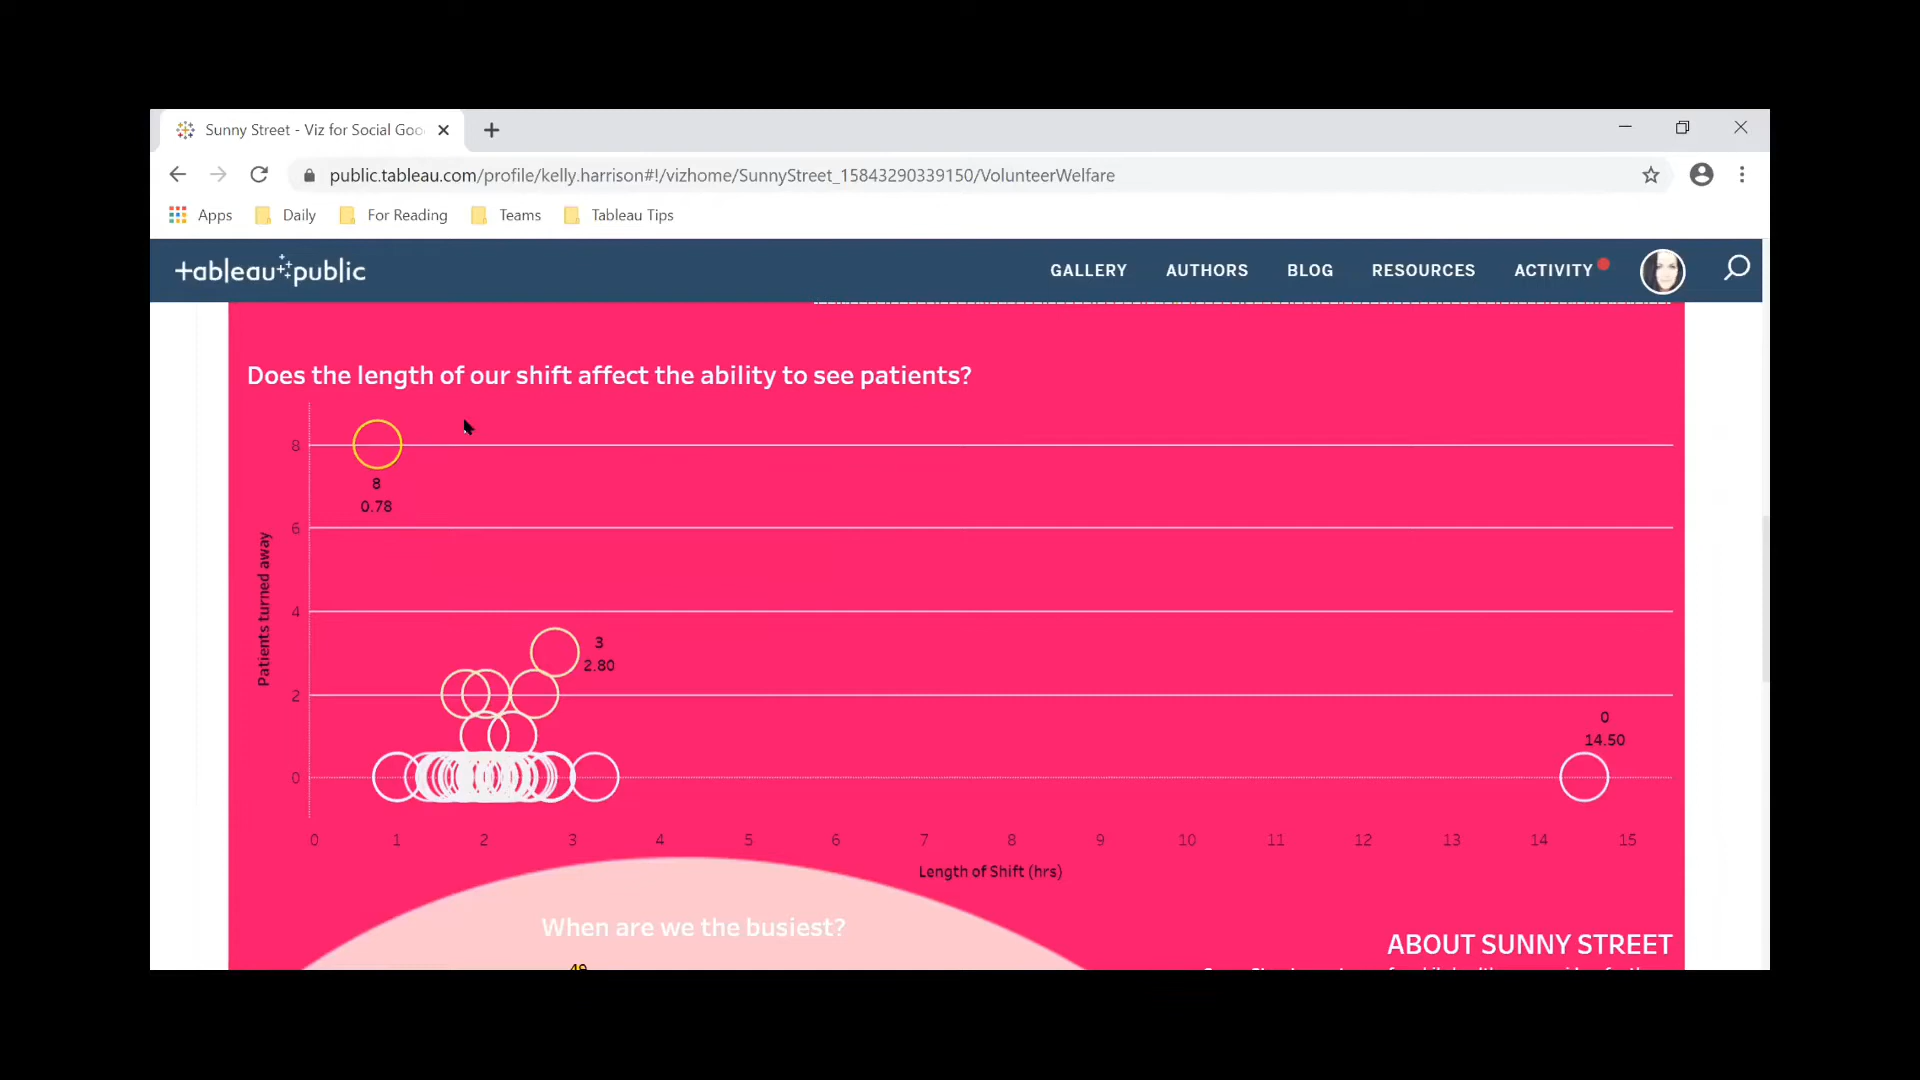 Sunny Street - Viz for Social Goo
public.tableau.com/profile/kelly.harrison#!/vizhome/SunnyStreet_15843290339150/VolunteerWelfare
Apps Daily For Reading Teams Tableau Tips
tableau public GALLERY AUTHORS BLOG RESOURCES ACTIVITY
Does the length of our shift affect the ability to see patients?
8
8
0.78
6
Patients turned away
4
3
2.80
2
0
14.50
0
0 1 2 3 4 5 6 7 8 9 10 11 12 13 14 15
Length of Shift (hrs)
When are we the busiest?
ABOUT SUNNY STREET
49